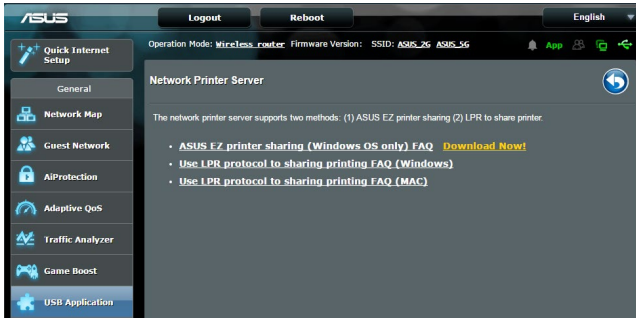 ASUS
Logout
Reboot
English
Quick Internet
Setup
Operation Mode: Wireless router Firmware Version: SSID: ASUS_2G ASUS_5G
App
General
Network Map
Guest Network
AiProtection
Adaptive QoS
Traffic Analyzer
Game Boost
USB Application
Network Printer Server
The network printer server supports two methods: (1) ASUS EZ printer sharing (2) LPR to share printer.
ASUS EZ printer sharing (Windows OS only) FAQ Download Now!
Use LPR protocol to sharing printing FAQ (Windows)
Use LPR protocol to sharing printing FAQ (MAC)